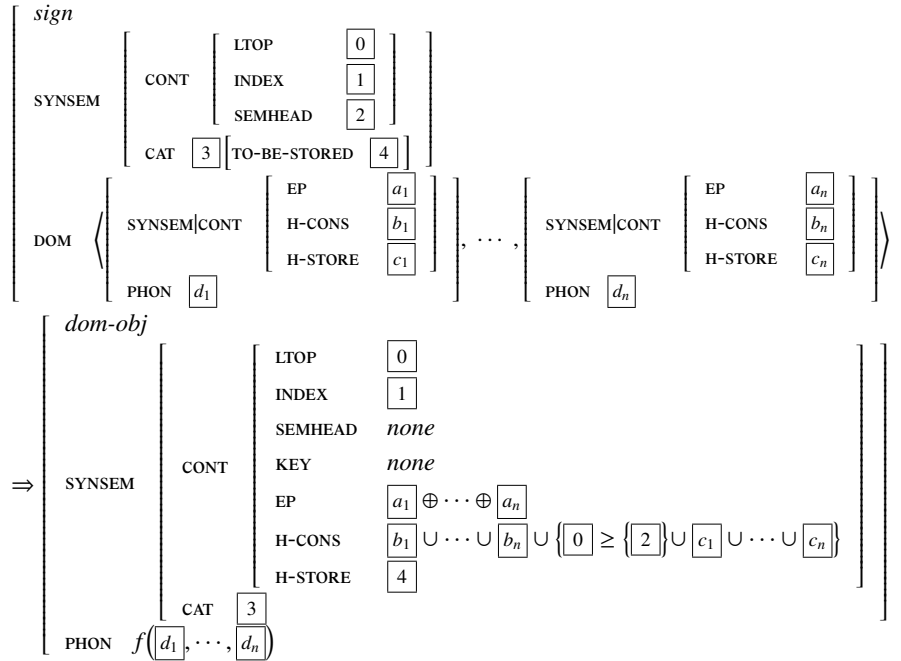 sign
SYNSEM CONT LTOP 0
INDEX 1
SEMHEAD 2
CAT 3 [TO-BE-STORED 4]
DOM ⟨ SYNSEM|CONT EP a1 H-CONS b1 H-STORE c1 PHON d1 , ⋯ , SYNSEM|CONT EP an H-CONS bn H-STORE cn PHON dn ⟩
⇒ dom-obj
SYNSEM CONT LTOP 0
INDEX 1
SEMHEAD none
KEY none
EP a1 ⊕ ⋯ ⊕ an
H-CONS b1 ∪ ⋯ ∪ bn ∪ { 0 ≥ { 2 } ∪ c1 ∪ ⋯ ∪ cn }
H-STORE 4
CAT 3
PHON f(d1, ⋯ , dn)